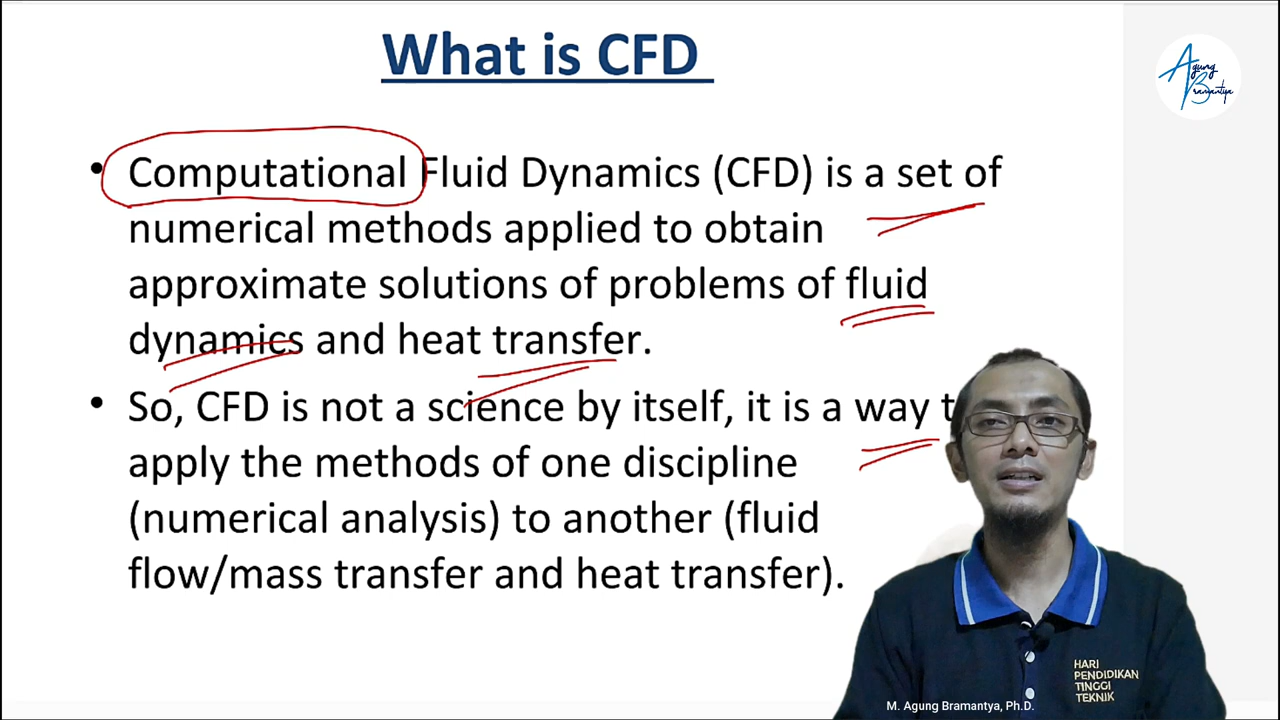 What is CFD
Agung
Bramantya
• Computational Fluid Dynamics (CFD) is a set of
numerical methods applied to obtain
approximate solutions of problems of fluid
dynamics and heat transfer.
• So, CFD is not a science by itself, it is a way t
apply the methods of one discipline
(numerical analysis) to another (fluid
flow/mass transfer and heat transfer).
HARI
PENDIDIKAN
TINGGI
TEKNIK
M. Agung Bramantya, Ph.D.